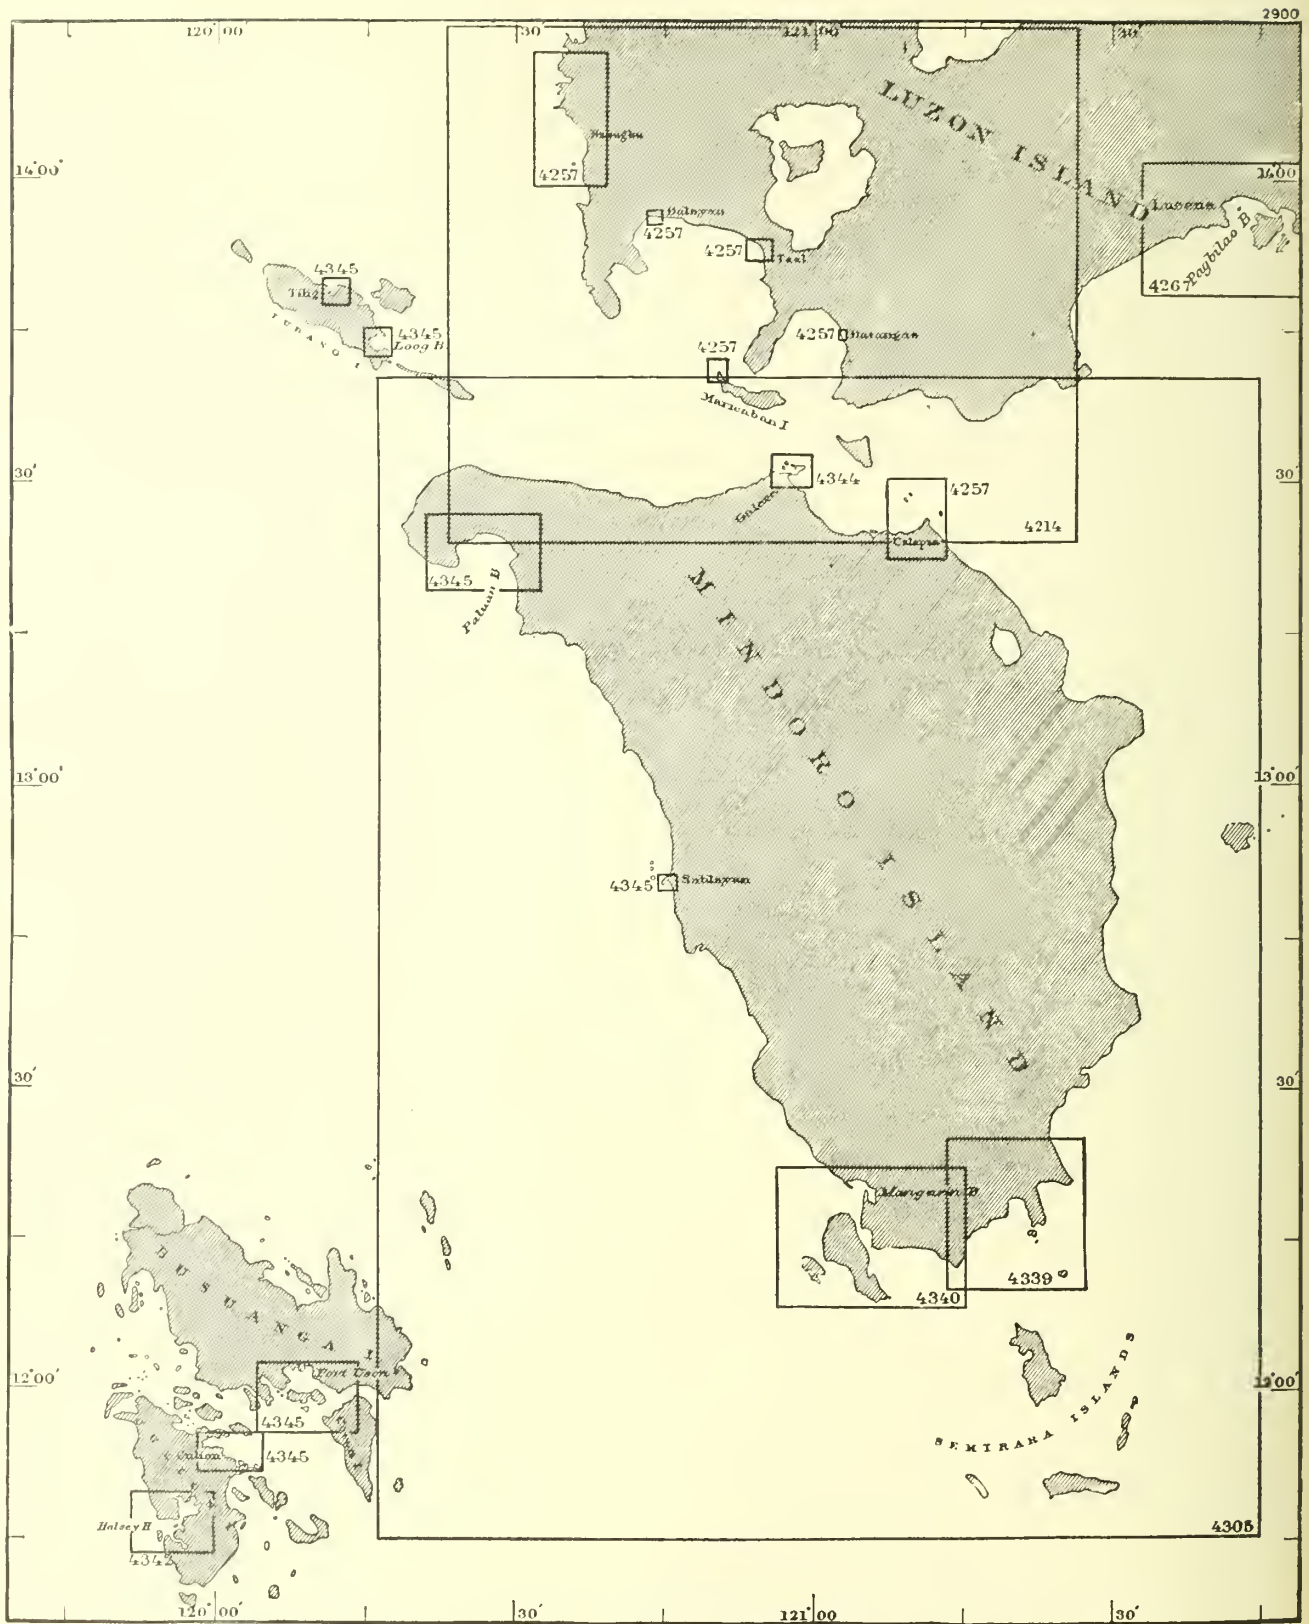 2900
120°00'
30'
121°00'
30'
LUZON ISLAND
Nasugbu
4257
14°00'
14°00'
Lucena
Pagbilao B
4267
Balayan
4257
4257
Taal
4345
Tilig
4345
Loog B
LUBANG I
4257
Batangas
4257
Maricaban I
30'
30'
4344
Galera
4257
4214
Calapan
4345
Paluan B
MINDORO ISLAND
13°00'
13°00'
4345
Sablayan
30'
30'
Mangarin B
4339
4340
BUSUANGA I
12°00'
12°00'
Port Uson
4345
SEMIRARA ISLANDS
Culion
4345
Halsey H
4342
4305
120°00'
30'
121°00'
30'